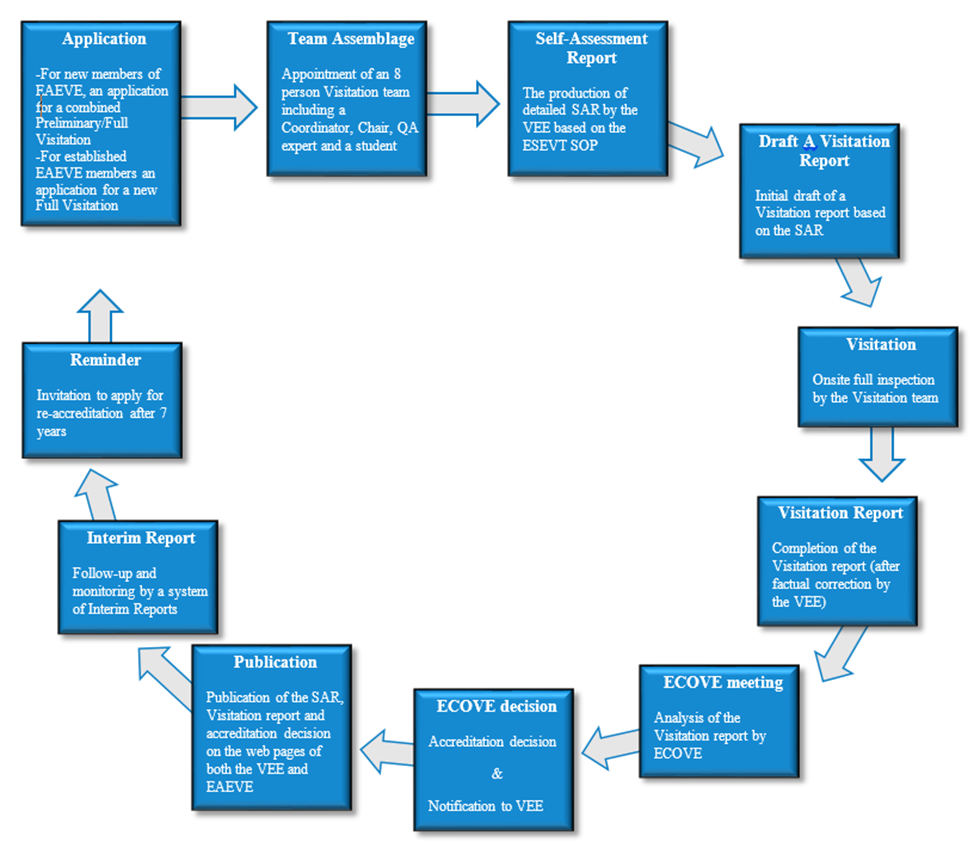 Application
-For new members of
EAEVE, an application
for a combined
Preliminary/Full
Visitation
-For established
EAEVE members an
application for a new
Full Visitation
Team Assemblage
Appointment of an 8
person Visitation team
including a
Coordinator, Chair, QA
expert and a student
Self-Assessment
Report
The production of
detailed SAR by the
VEE based on the
ESEVT SOP
Draft A Visitation
Report
Initial draft of a
Visitation report based
on the SAR
Visitation
Onsite full inspection
by the Visitation team
Visitation Report
Completion of the
Visitation report (after
factual correction by
the VEE)
ECOVE meeting
Analysis of the
Visitation report by
ECOVE
ECOVE decision
Accreditation decision
&
Notification to VEE
Publication
Publication of the SAR,
Visitation report and
accreditation decision
on the web pages of
both the VEE and
EAEVE
Interim Report
Follow-up and
monitoring by a system
of Interim Reports
Reminder
Invitation to apply for
re-accreditation after 7
years